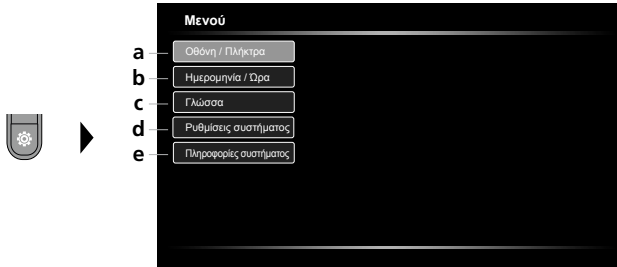 Μενού
a Οθόνη / Πλήκτρα
b Ημερομηνία / Ώρα
c Γλώσσα
d Ρυθμίσεις συστήματος
e Πληροφορίες συστήματος